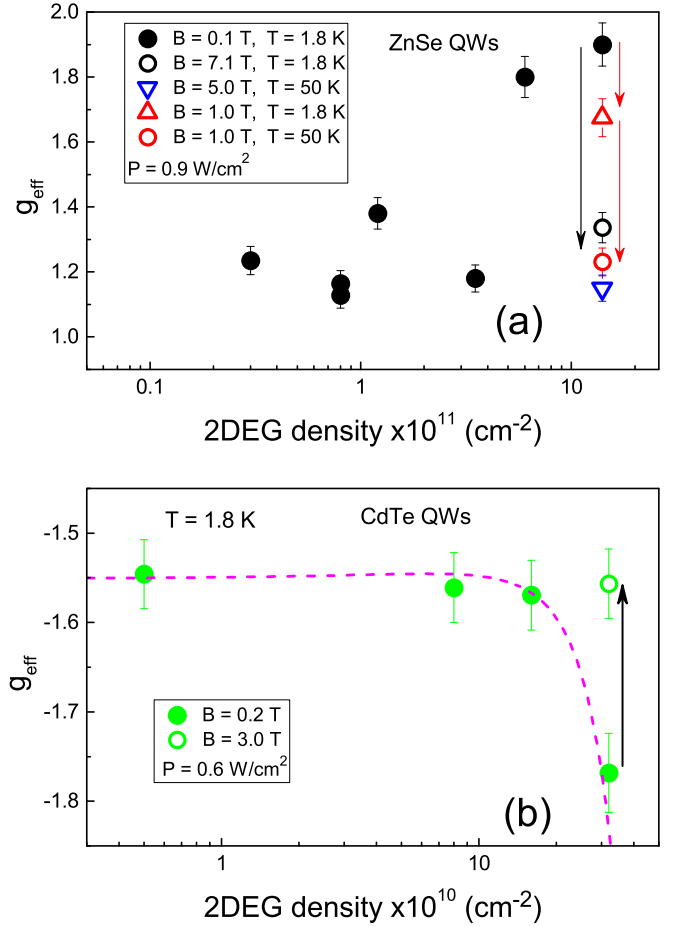 2.0
1.8
1.6
1.4
1.2
1.0
g_eff
B = 0.1 T, T = 1.8 K
B = 7.1 T, T = 1.8 K
B = 5.0 T, T = 50 K
B = 1.0 T, T = 1.8 K
B = 1.0 T, T = 50 K
P = 0.9 W/cm²
ZnSe QWs
(a)
0.1 1 10
2DEG density x10¹¹ (cm⁻²)
-1.5
-1.6
-1.7
-1.8
g_eff
T = 1.8 K CdTe QWs
B = 0.2 T
B = 3.0 T
P = 0.6 W/cm²
(b)
1 10
2DEG density x10¹⁰ (cm⁻²)